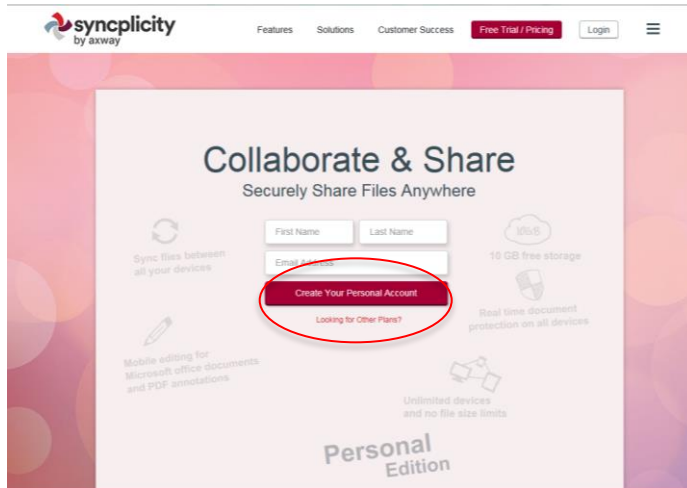 syncplicity
by axway
Features Solutions Customer Success Free Trial / Pricing Login
Collaborate & Share
Securely Share Files Anywhere
First Name Last Name
Email Address
Create Your Personal Account
Looking for Other Plans?
Sync files between
all your devices
10 GB free storage
Real time document
protection on all devices
Mobile editing for
Microsoft office documents
and PDF annotations
Unlimited devices
and no file size limits
Personal
Edition